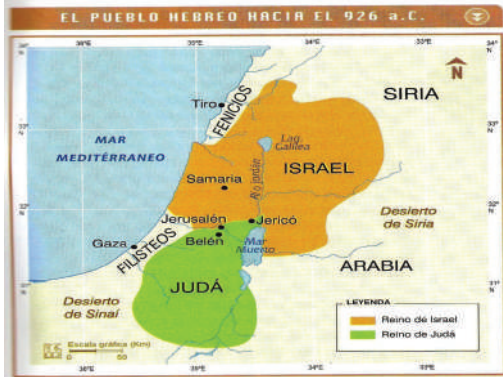 EL PUEBLO HEBREO HACIA EL 926 a.C.
N
SIRIA
Tiro
FENICIOS
MAR
MEDITÉRRANEO
Lag.
Galilea
Río Jordán
ISRAEL
Samaria
Jerusalén
Jericó
Belén
Gaza
FILISTEOS
Mar
Muerto
Desierto
de Siria
ARABIA
JUDÁ
Desierto
de Sinaí
LEYENDA
Reino de Israel
Reino de Judá
Escala gráfica (Km)
0 50